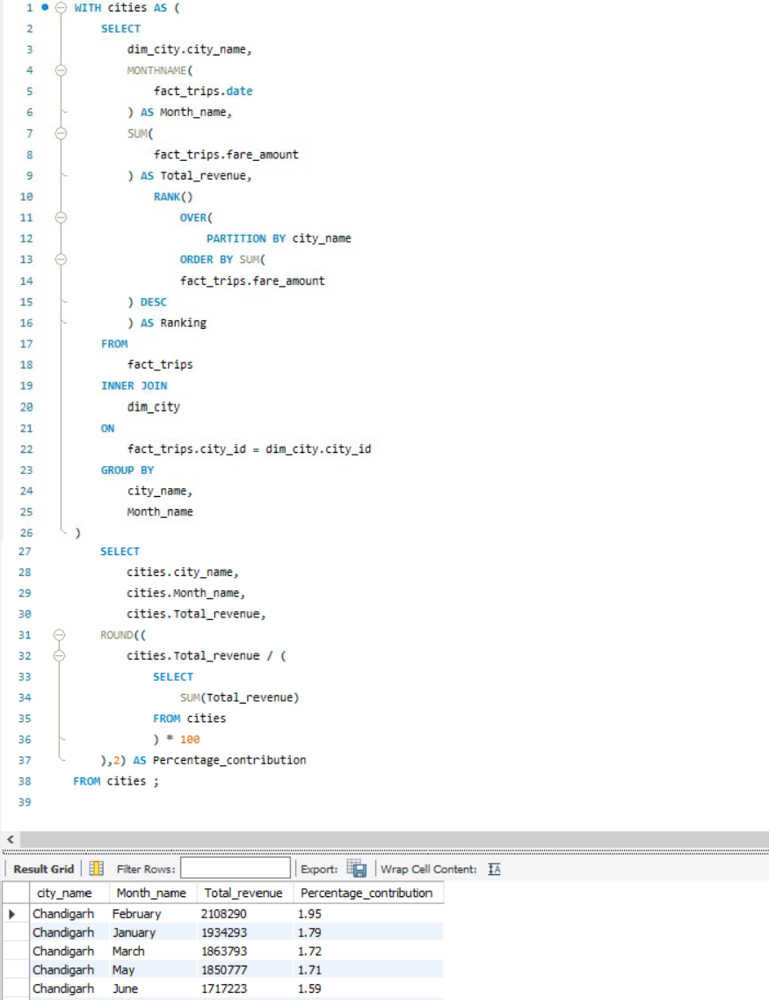 1 WITH cities AS (
2 SELECT
3 dim_city.city_name,
4 MONTHNAME(
5 fact_trips.date
6 ) AS Month_name,
7 SUM(
8 fact_trips.fare_amount
9 ) AS Total_revenue,
10 RANK()
11 OVER(
12 PARTITION BY city_name
13 ORDER BY SUM(
14 fact_trips.fare_amount
15 ) DESC
16 ) AS Ranking
17 FROM
18 fact_trips
19 INNER JOIN
20 dim_city
21 ON
22 fact_trips.city_id = dim_city.city_id
23 GROUP BY
24 city_name,
25 Month_name
26 )
27 SELECT
28 cities.city_name,
29 cities.Month_name,
30 cities.Total_revenue,
31 ROUND((
32 cities.Total_revenue / (
33 SELECT
34 SUM(Total_revenue)
35 FROM cities
36 ) * 100
37 ),2) AS Percentage_contribution
38 FROM cities ;
39
Result Grid Filter Rows: Export: Wrap Cell Content: IA
city_name Month_name Total_revenue Percentage_contribution
Chandigarh February 2108290 1.95
Chandigarh January 1934293 1.79
Chandigarh March 1863793 1.72
Chandigarh May 1850777 1.71
Chandigarh June 1717223 1.59